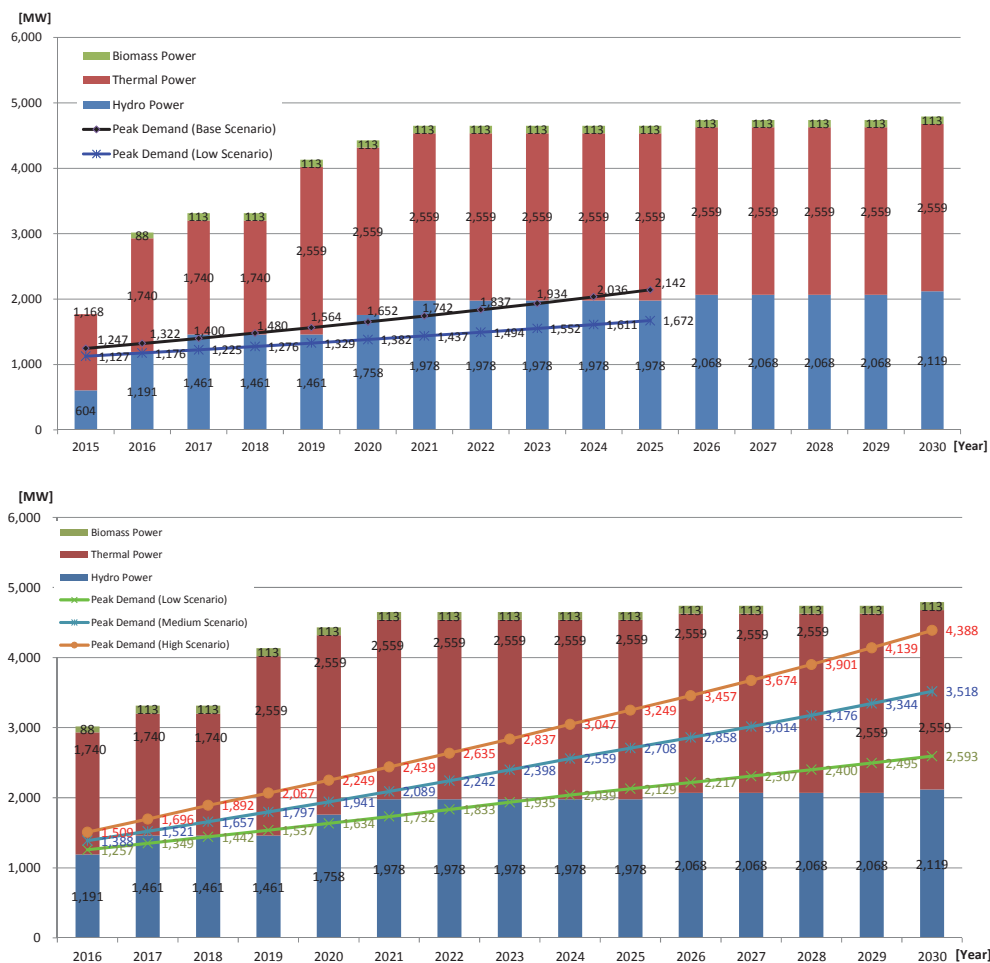 [MW]
6,000
Biomass Power
Thermal Power
5,000
Hydro Power
Peak Demand (Base Scenario)
Peak Demand (Low Scenario)
113 113 113 113 113 113 113 113 113 113 113 113
4,000
3,000
88 113 113
2,559 2,559 2,559 2,559 2,559 2,559 2,559 2,559 2,559 2,559 2,559 2,559
1,740 1,740 1,740
2,000
1,168
1,247 1,322 1,400 1,480 1,564 1,652 1,742 1,837 1,934 2,036 2,142
1,127 1,176 1,225 1,276 1,329 1,382 1,437 1,494 1,552 1,611 1,672
1,000
604 1,191 1,461 1,461 1,461 1,758 1,978 1,978 1,978 1,978 1,978 2,068 2,068 2,068 2,068 2,119
0
2015 2016 2017 2018 2019 2020 2021 2022 2023 2024 2025 2026 2027 2028 2029 2030 [Year]
[MW]
6,000
Biomass Power
Thermal Power
Hydro Power
5,000
Peak Demand (Low Scenario)
Peak Demand (Medium Scenario)
Peak Demand (High Scenario)
113 113 113 113 113 113 113 113 113 113 113 113
4,000
3,000
88 113 113
2,559 2,559 2,559 2,559 2,559 2,559 2,559 2,559 2,559 2,559 2,559 2,559
1,740 1,740 1,740
2,000
1,509 1,696 1,892 2,067 2,249 2,439 2,635 2,837 3,047 3,249 3,457 3,674 3,901 4,139 4,388
1,388 1,521 1,657 1,797 1,941 2,089 2,242 2,398 2,559 2,708 2,858 3,014 3,176 3,344 3,518
1,257 1,349 1,442 1,537 1,634 1,732 1,833 1,935 2,039 2,129 2,217 2,307 2,400 2,495 2,593
1,000
1,191 1,461 1,461 1,461 1,758 1,978 1,978 1,978 1,978 1,978 2,068 2,068 2,068 2,068 2,119
0
2016 2017 2018 2019 2020 2021 2022 2023 2024 2025 2026 2027 2028 2029 2030 [Year]